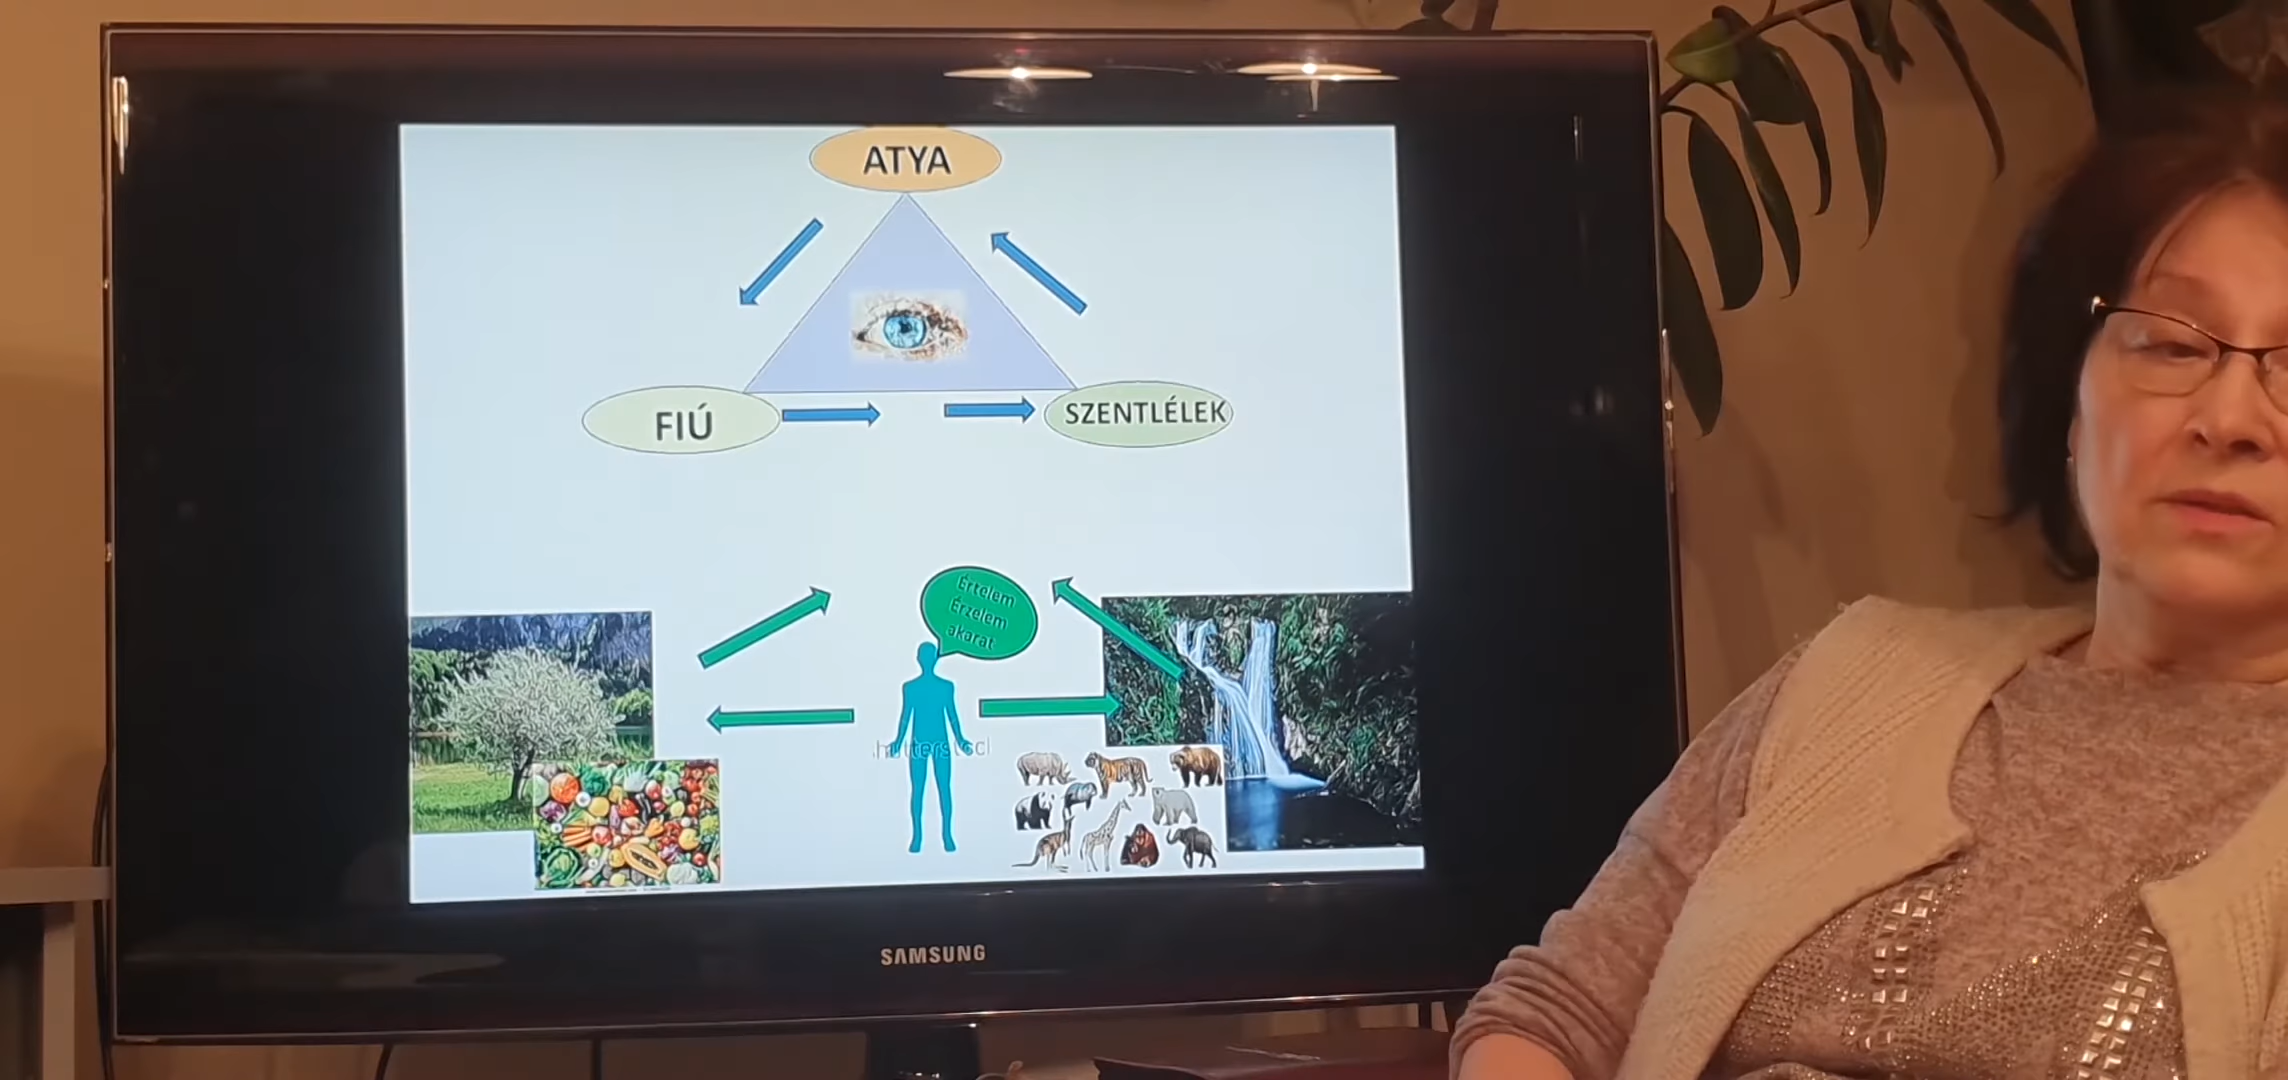 ATYA
FIÚ
SZENTLÉLEK
Értelem
Érzelem
akarat
SAMSUNG